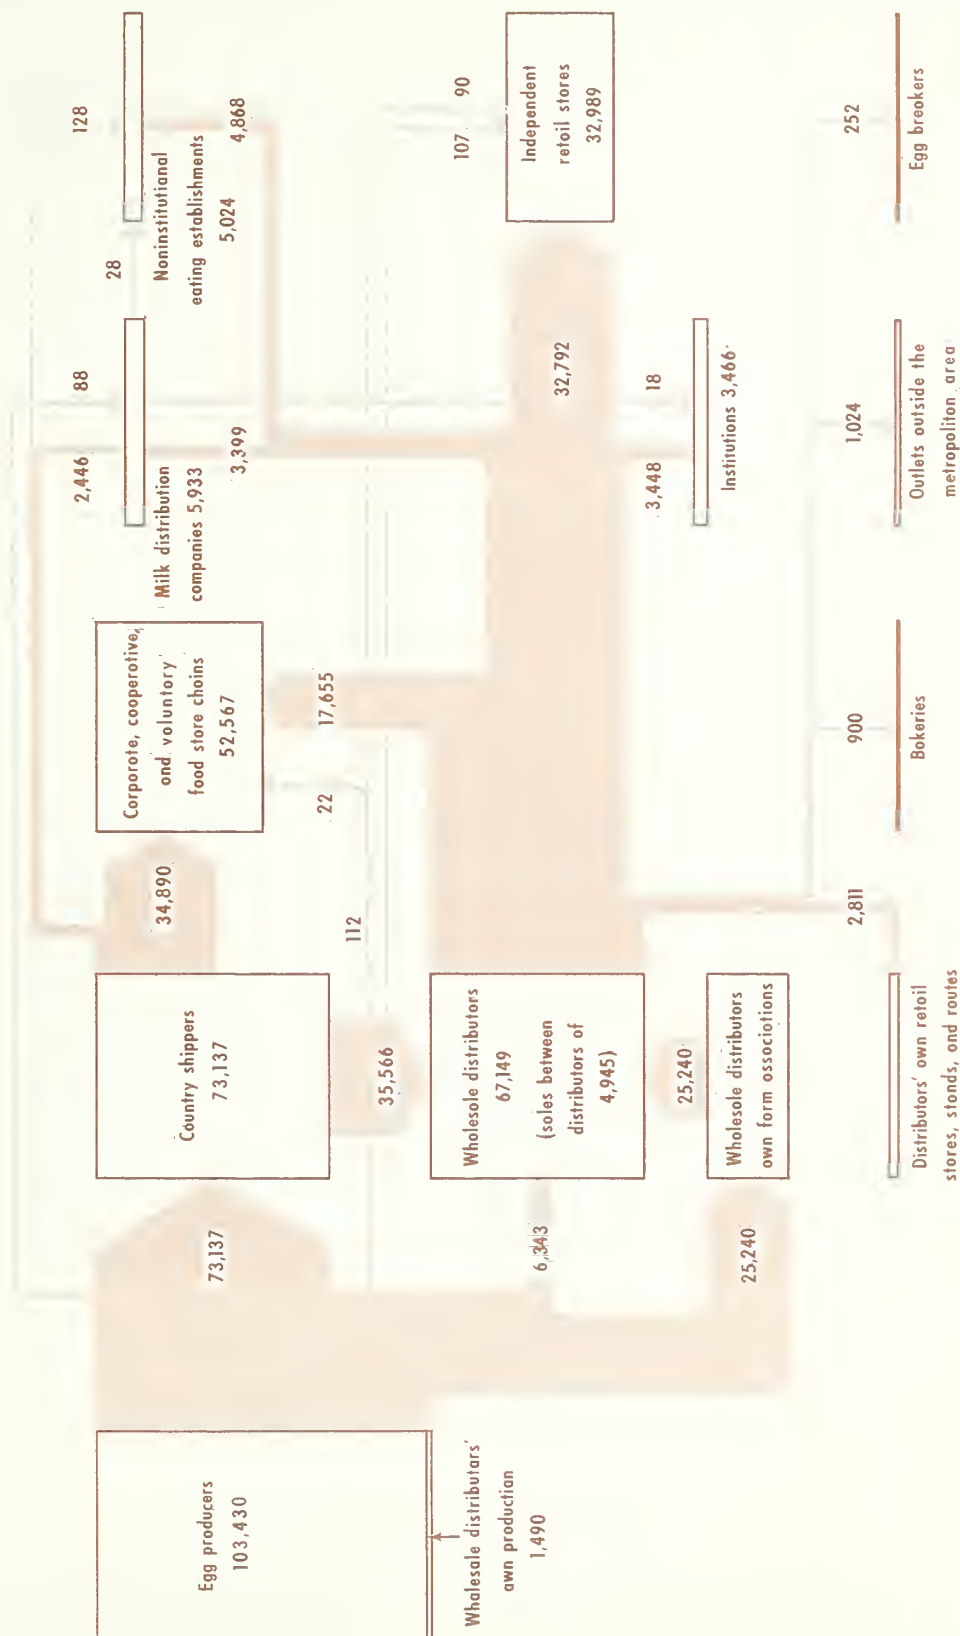 Egg producers
103,430
Wholesale distributors'
own production
1,490
73,137
6,343
25,240
Country shippers
73,137
35,566
Wholesale distributors
67,149
(sales between
distributors of
4,945)
25,240
Wholesale distributors
own farm associations
Distributors' own retail
stores, stands, and routes
34,890
112
2,811
Corporate, cooperative,
and voluntary
food store chains
52,567
22
17,655
900
Bakeries
2,446
88
Milk distribution
companies 5,933
3,399
32,792
3,448
18
Institutions 3,466
1,024
Outlets outside the
metropolitan area
28
128
Noninstitutional
eating establishments
5,024
4,868
107
90
Independent
retail stores
32,989
252
Egg breakers